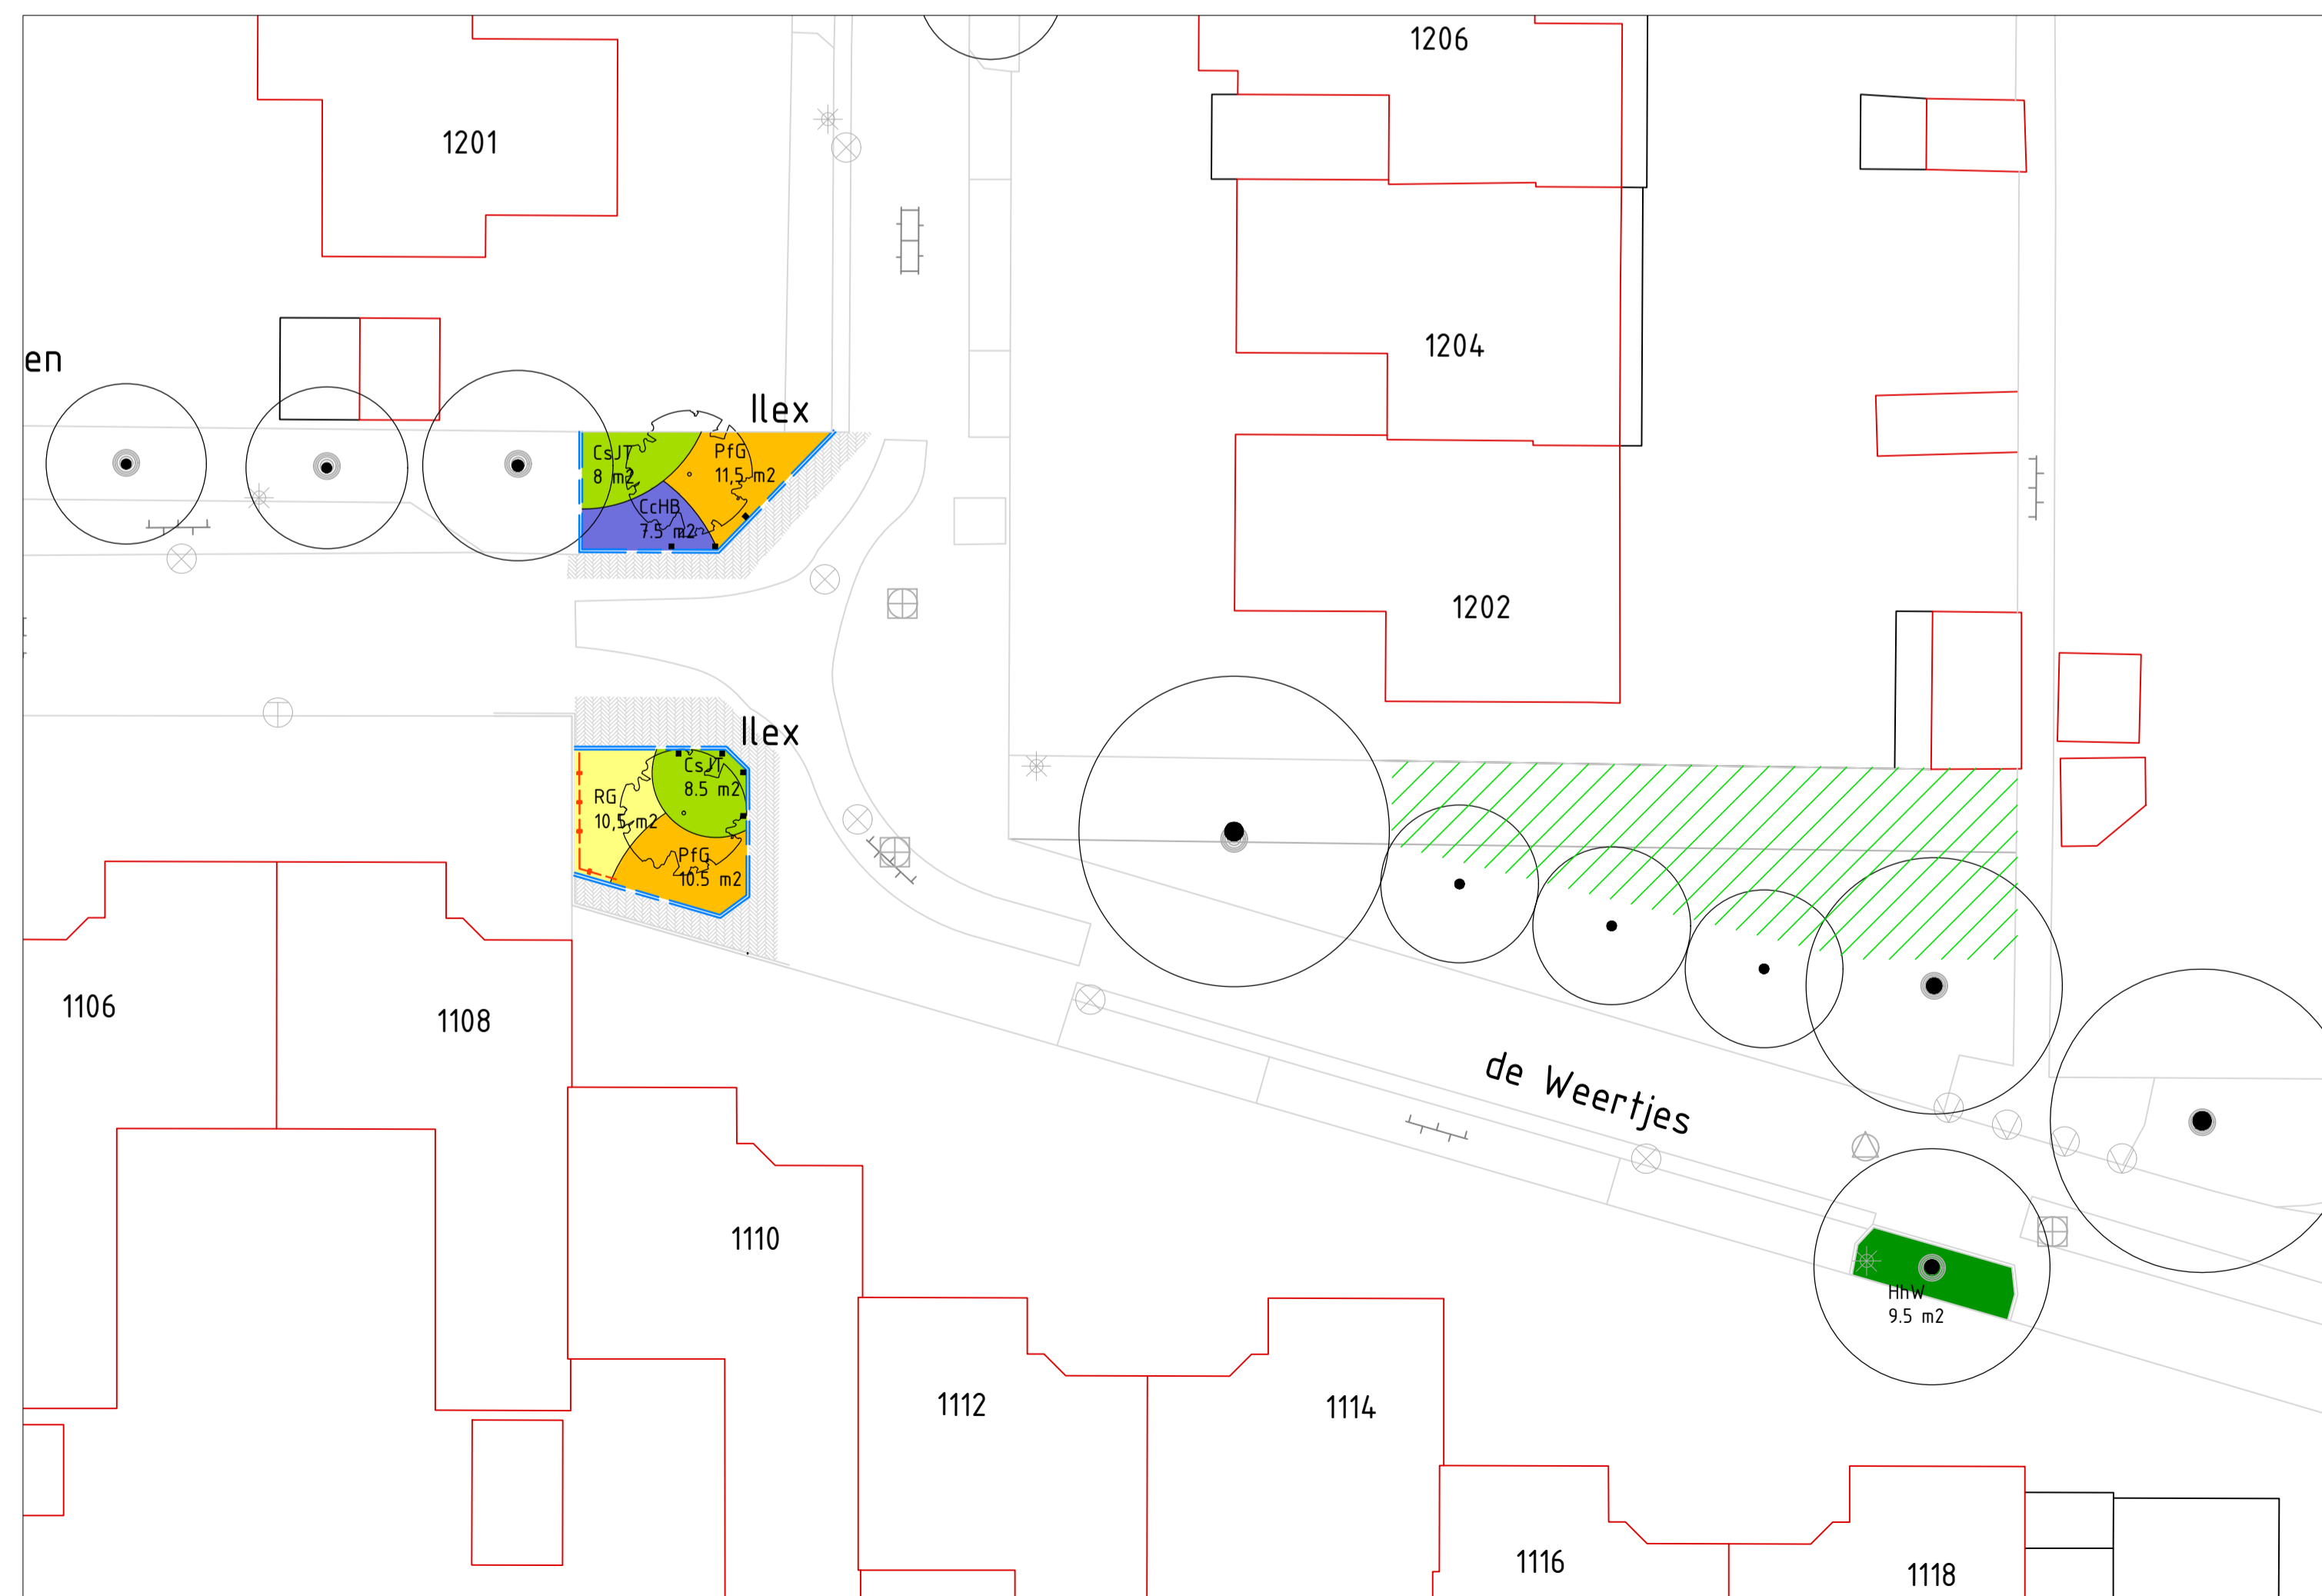 1206
1201
1204
en
Ilex
CsJT
8 m2
PfG
11,5 m2
CcHB
7.5 m2
1202
Ilex
CsJT
8.5 m2
RG
10,5 m2
PfG
10.5 m2
1106
1108
de Weertjes
1110
HhW
9.5 m2
1112
1114
1116
1118